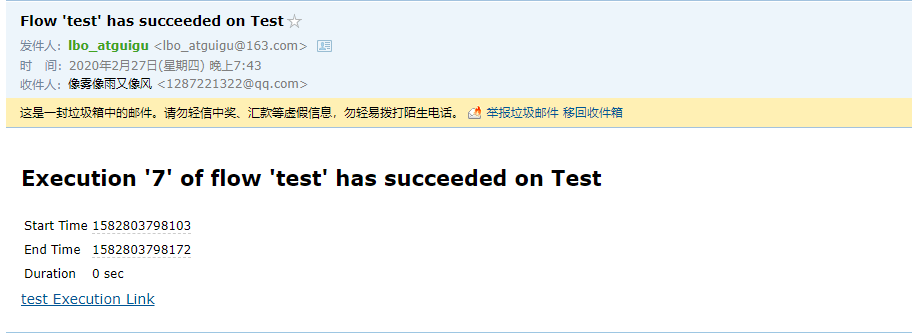 Flow 'test' has succeeded on Test
发件人：lbo_atguigu <lbo_atguigu@163.com>
时　间：2020年2月27日(星期四) 晚上7:43
收件人：像雾像雨又像风 <1287221322@qq.com>
这是一封垃圾箱中的邮件。请勿轻信中奖、汇款等虚假信息，勿轻易拨打陌生电话。 举报垃圾邮件 移回收件箱
Execution '7' of flow 'test' has succeeded on Test
Start Time 1582803798103
End Time 1582803798172
Duration 0 sec
test Execution Link